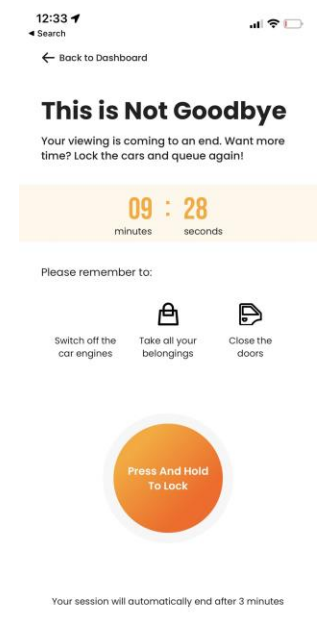 12:33
◀ Search
← Back to Dashboard
This is Not Goodbye
Your viewing is coming to an end. Want more
time? Lock the cars and queue again!
09 : 28
minutes seconds
Please remember to:
Switch off the
car engines
Take all your
belongings
Close the
doors
Press And Hold
To Lock
Your session will automatically end after 3 minutes